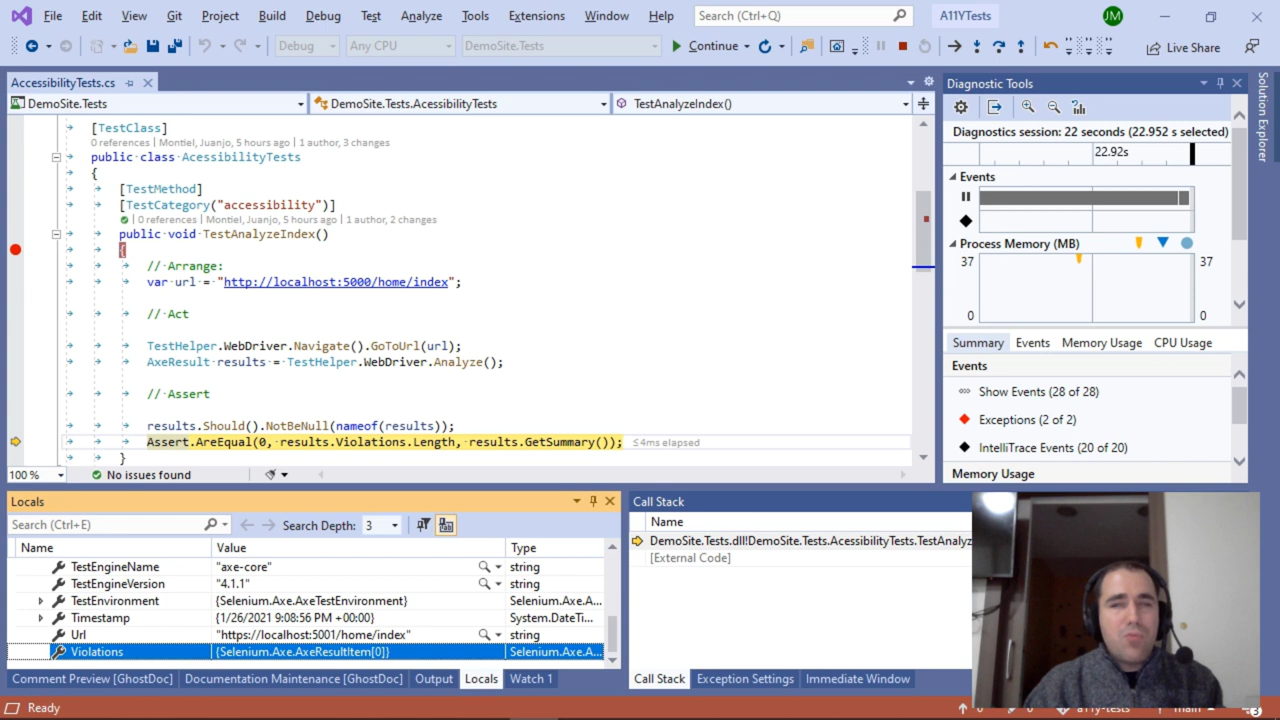 File Edit View Git Project Build Debug Test Analyze Tools Extensions Window Help Search (Ctrl+Q) A11YTests JM
Debug Any CPU DemoSite.Tests Continue Live Share
AccessibilityTests.cs
DemoSite.Tests DemoSite.Tests.AcessibilityTests TestAnalyzeIndex()
[TestClass]
0 references | Montiel, Juanjo, 5 hours ago | 1 author, 3 changes
public class AcessibilityTests
{
[TestMethod]
[TestCategory("accessibility")]
0 references | Montiel, Juanjo, 5 hours ago | 1 author, 2 changes
public void TestAnalyzeIndex()
{
// Arrange:
var url = "http://localhost:5000/home/index";
// Act
TestHelper.WebDriver.Navigate().GoToUrl(url);
AxeResult results = TestHelper.WebDriver.Analyze();
// Assert
results.Should().NotBeNull(nameof(results));
Assert.AreEqual(0, results.Violations.Length, results.GetSummary()); ≤4ms elapsed
}
100 % No issues found
Diagnostic Tools
Diagnostics session: 22 seconds (22.952 s selected)
22.92s
Events
Process Memory (MB)
37 37
0 0
Summary Events Memory Usage CPU Usage
Events
Show Events (28 of 28)
Exceptions (2 of 2)
IntelliTrace Events (20 of 20)
Memory Usage
Solution Explorer
Locals
Search (Ctrl+E) Search Depth: 3
Name Value Type
TestEngineName "axe-core" string
TestEngineVersion "4.1.1" string
TestEnvironment {Selenium.Axe.AxeTestEnvironment} Selenium.A...
Timestamp {1/26/2021 9:08:56 PM +00:00} System.DateTi...
Url "https://localhost:5001/home/index" string
Violations {Selenium.Axe.AxeResultItem[0]} Selenium.Axe.A...
Comment Preview [GhostDoc] Documentation Maintenance [GhostDoc] Output Locals Watch 1
Call Stack
Name
DemoSite.Tests.dll!DemoSite.Tests.AcessibilityTests.TestAnalyz
[External Code]
Call Stack Exception Settings Immediate Window
Ready 0 0 a11y-tests main 3